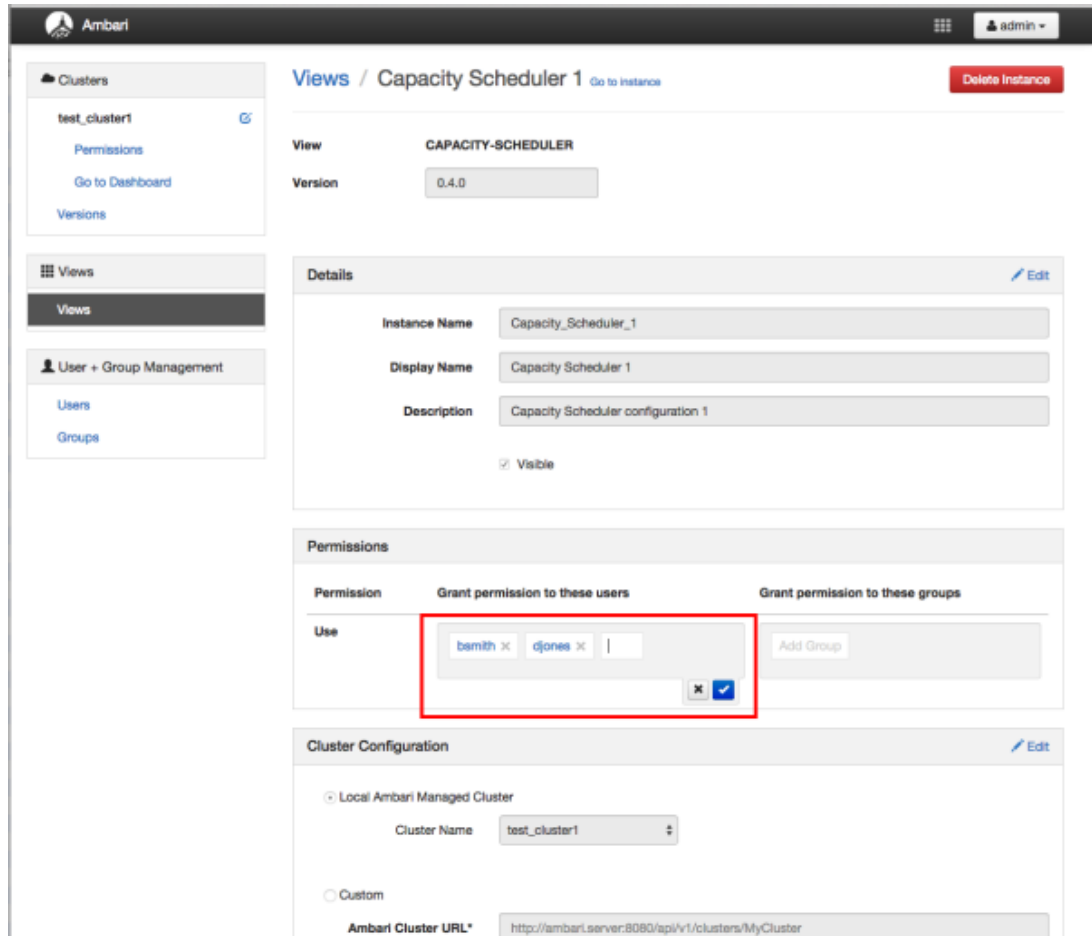 Ambari
admin
Clusters
test_cluster1
Permissions
Go to Dashboard
Versions
Views
Views
User + Group Management
Users
Groups
Views / Capacity Scheduler 1 Go to instance
Delete Instance
View CAPACITY-SCHEDULER
Version 0.4.0
Details Edit
Instance Name Capacity_Scheduler_1
Display Name Capacity Scheduler 1
Description Capacity Scheduler configuration 1
Visible
Permissions
Permission Grant permission to these users Grant permission to these groups
Use bsmith djones Add Group
Cluster Configuration Edit
Local Ambari Managed Cluster
Cluster Name test_cluster1
Custom
Ambari Cluster URL* http://ambari.server:8080/api/v1/clusters/MyCluster